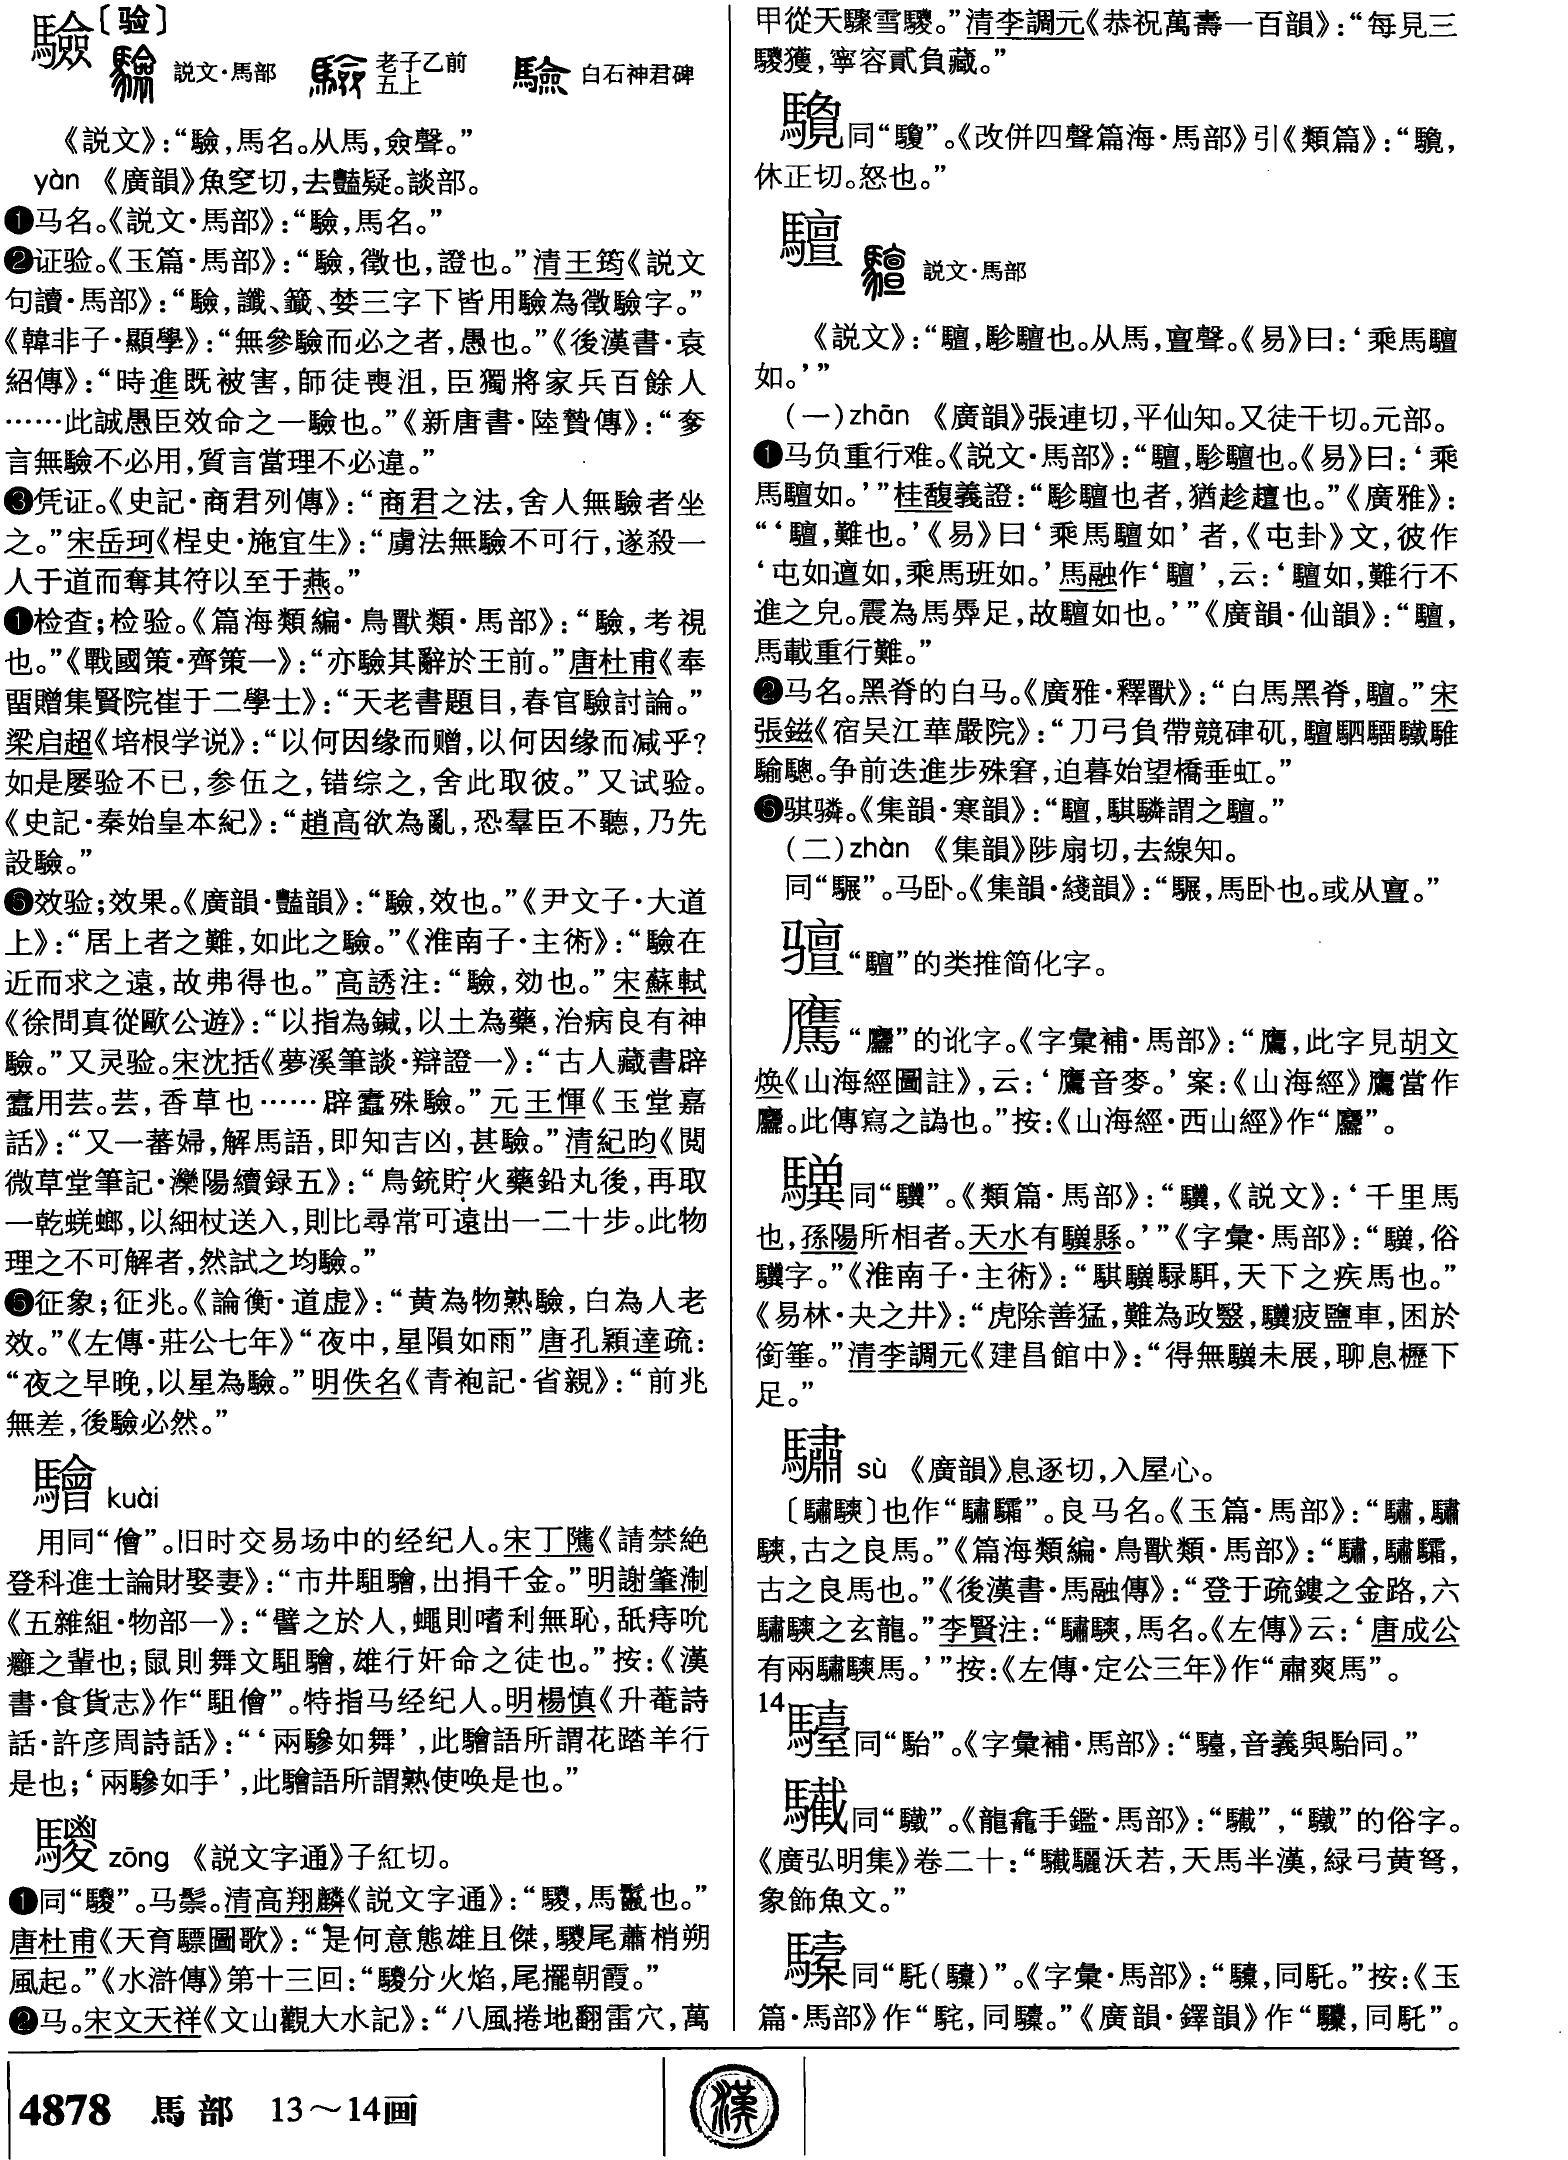 驗〔验〕
説文·馬部 老子乙前五上 白石神君碑
《説文》：“驗，馬名。从馬，僉聲。”
yàn 《廣韻》魚窆切，去豔疑。談部。
❶马名。《説文·馬部》：“驗，馬名。”
❷证验。《玉篇·馬部》：“驗，徵也，證也。”清王筠《説文
句讀·馬部》：“驗，讖、籤、婪三字下皆用驗為徵驗字。”
《韓非子·顯學》：“無參驗而必之者，愚也。”《後漢書·袁
紹傳》：“時進既被害，師徒喪沮，臣獨將家兵百餘人
……此誠愚臣效命之一驗也。”《新唐書·陸贄傳》：“奓
言無驗不必用，質言當理不必違。”
❸凭证。《史記·商君列傳》：“商君之法，舍人無驗者坐
之。”宋岳珂《桯史·施宜生》：“虜法無驗不可行，遂殺一
人于道而奪其符以至于燕。”
❶检查；检验。《篇海類編·鳥獸類·馬部》：“驗，考視
也。”《戰國策·齊策一》：“亦驗其辭於王前。”唐杜甫《奉
畱贈集賢院崔于二學士》：“天老書題目，春官驗討論。”
梁启超《培根学说》：“以何因缘而赠，以何因缘而减乎？
如是屡验不已，参伍之，错综之，舍此取彼。”又试验。
《史記·秦始皇本紀》：“趙高欲為亂，恐羣臣不聽，乃先
設驗。”
❺效验；效果。《廣韻·豔韻》：“驗，效也。”《尹文子·大道
上》：“居上者之難，如此之驗。”《淮南子·主術》：“驗在
近而求之遠，故弗得也。”高誘注：“驗，効也。”宋蘇軾
《徐問真從歐公遊》：“以指為鍼，以土為藥，治病良有神
驗。”又灵验。宋沈括《夢溪筆談·辯證一》：“古人藏書辟
蠹用芸。芸，香草也……辟蠹殊驗。”元王惲《玉堂嘉
話》：“又一蕃婦，解馬語，即知吉凶，甚驗。”清紀昀《閲
微草堂筆記·灤陽續録五》：“鳥銃貯火藥鉛丸後，再取
一乾蜣螂，以細杖送入，則比尋常可遠出一二十步。此物
理之不可解者，然試之均驗。”
❺征象；征兆。《論衡·道虚》：“黄為物熟驗，白為人老
效。”《左傳·莊公七年》“夜中，星隕如雨”唐孔穎達疏：
“夜之早晚，以星為驗。”明佚名《青袍記·省親》：“前兆
無差，後驗必然。”
驓 kuài
用同“儈”。旧时交易场中的经纪人。宋丁隲《請禁絶
登科進士論財娶妻》：“市井駔𩦱，出捐千金。”明謝肇淛
《五雜組·物部一》：“譬之於人，蠅則嗜利無恥，舐痔吮
癰之輩也；鼠則舞文駔𩦱，雄行奸命之徒也。”按：《漢
書·食貨志》作“駔儈”。特指马经纪人。明楊慎《升菴詩
話·許彦周詩話》：“‘兩驂如舞’，此𩦱語所謂花踏羊行
是也；‘兩驂如手’，此𩦱語所謂熟使唤是也。”
騣 zōng 《説文字通》子紅切。
❶同“騣”。马鬃。清高翔麟《説文字通》：“騣，馬鬣也。”
唐杜甫《天育驃圖歌》：“是何意態雄且傑，騣尾蕭梢朔
風起。”《水滸傳》第十三回：“騣分火焰，尾擺朝霞。”
❷马。宋文天祥《文山觀大水記》：“八風捲地翻雷穴，萬
甲從天驟雪騣。”清李調元《恭祝萬壽一百韻》：“每見三
騣獲，寧容貳負藏。”
同“”。《改併四聲篇海·馬部》引《類篇》：“，
休正切。怒也。”
驙
説文·馬部
《説文》：“驙，駗驙也。从馬，亶聲。《易》曰：‘乘馬驙
如。’”
（一）zhān 《廣韻》張連切，平仙知。又徒干切。元部。
❶马负重行难。《説文·馬部》：“驙，駗驙也。《易》曰：‘乘
馬驙如。’”桂馥義證：“駗驙也者，猶趁䟢也。”《廣雅》：
“‘驙，難也。’《易》曰‘乘馬驙如’者，《屯卦》文，彼作
‘屯如邅如，乘馬班如。’馬融作‘驙’，云：‘驙如，難行不
進之皃。震為馬馵足，故驙如也。’”《廣韻·仙韻》：“驙，
馬載重行難。”
❷马名。黑脊的白马。《廣雅·釋獸》：“白馬黑脊，驙。”宋
張鎡《宿吴江華嚴院》：“刀弓負帶競硉矹，驙駟騮驖騅
騟驄。争前迭進步殊窘，迫暮始望橋垂虹。”
❸骐驎。《集韻·寒韻》：“驙，騏驎謂之驙。”
（二）zhàn 《集韻》陟扇切，去線知。
同“騝”。马卧。《集韻·綫韻》：“，馬卧也。或从亶。”
“驙”的类推简化字。
“”的讹字。《字彙補·馬部》：“，此字見胡文
焕《山海經圖註》，云：‘音麥。’案：《山海經》當作
。此傳寫之譌也。”按：《山海經·西山經》作“”。
同“驥”。《類篇·馬部》：“驥，《説文》：‘千里馬
也，孫陽所相者。天水有驥縣。’”《字彙·馬部》：“，俗
驥字。”《淮南子·主術》：“騏驥騄駬，天下之疾馬也。”
《易林·夬之井》：“虎除善猛，難為政毉，驥疲鹽車，困於
銜箠。”清李調元《建昌館中》：“得無驥未展，聊息櫪下
足。”
驌 sù 《廣韻》息逐切，入屋心。
〔驌騻〕也作“驌驦”。良马名。《玉篇·馬部》：“驌，驌
騻，古之良馬。”《篇海類編·鳥獸類·馬部》：“驌，驌驦，
古之良馬也。”《後漢書·馬融傳》：“登于疏鏤之金路，六
驌騻之玄龍。”李賢注：“驌騻，馬名。《左傳》云：‘唐成公
有兩驌騻馬。’”按：《左傳·定公三年》作“肅爽馬”。
14
同“駘”。《字彙補·馬部》：“，音義與駘同。”
同“驖”。《龍龕手鑑·馬部》：“”，“驖”的俗字。
《廣弘明集》卷二十：“驪沃若，天馬半漢，緑弓黄弩，
象飾魚文。”
驝同“馲（驝）”。《字彙·馬部》：“驝，同馲。”按：《玉
篇·馬部》作“駝，同驝。”《廣韻·鐸韻》作“驝，同馲”。
4878 馬部 13～14画
漢